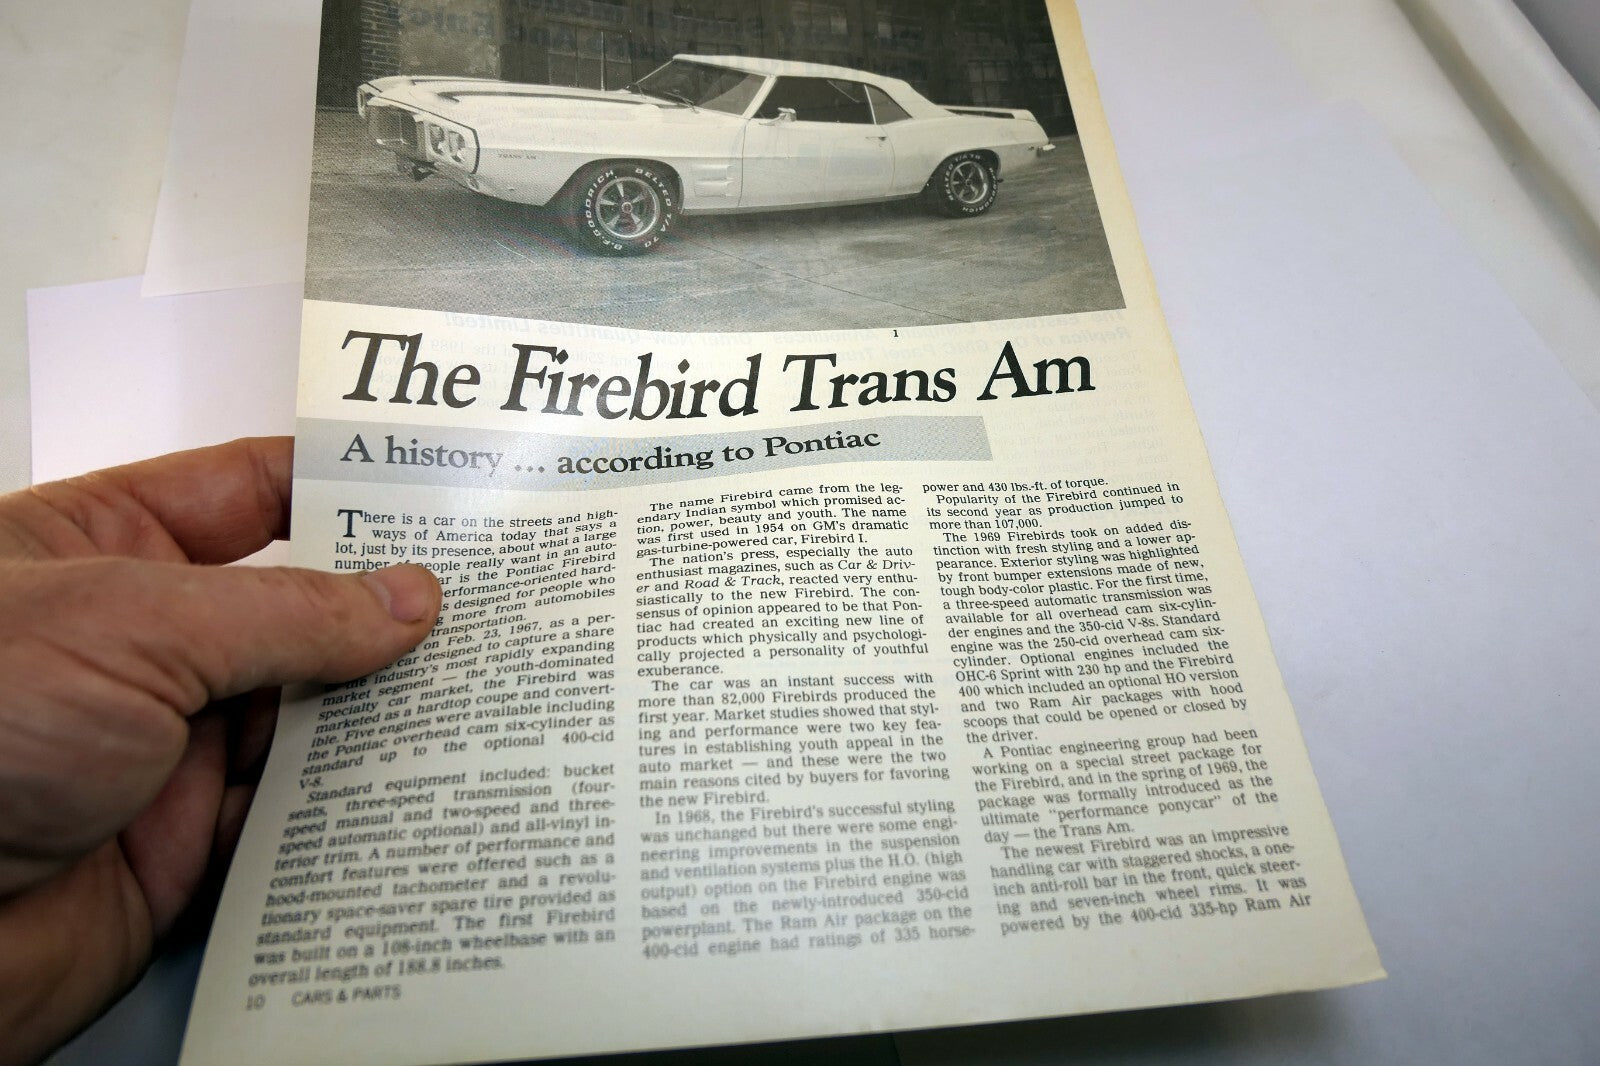 TRANS AM
B.F.GOODRICH BELTED T/A 70
BELTED T/A 70
1
The Firebird Trans Am
A history ... according to Pontiac
There is a car on the streets and high-
ways of America today that says a
lot, just by its presence, about what a large
number of people really want in an auto-
ar is the Pontiac Firebird
erformance-oriented hard-
s designed for people who
g more from automobiles
transportation.
on Feb. 23, 1967, as a per-
car designed to capture a share
the industry's most rapidly expanding
market segment — the youth-dominated
specialty car market, the Firebird was
marketed as a hardtop coupe and convert-
ible. Five engines were available including
the Pontiac overhead cam six-cylinder as
standard up to the optional 400-cid
V-8.
Standard equipment included: bucket
seats, three-speed transmission (four-
speed manual and two-speed and three-
speed automatic optional) and all-vinyl in-
terior trim. A number of performance and
comfort features were offered such as a
hood-mounted tachometer and a revolu-
tionary space-saver spare tire provided as
standard equipment. The first Firebird
was built on a 108-inch wheelbase with an
overall length of 188.8 inches.
The name Firebird came from the leg-
endary Indian symbol which promised ac-
tion, power, beauty and youth. The name
was first used in 1954 on GM's dramatic
gas-turbine-powered car, Firebird I.
The nation's press, especially the auto
enthusiast magazines, such as Car & Driv-
er and Road & Track, reacted very enthu-
siastically to the new Firebird. The con-
sensus of opinion appeared to be that Pon-
tiac had created an exciting new line of
products which physically and psychologi-
cally projected a personality of youthful
exuberance.
The car was an instant success with
more than 82,000 Firebirds produced the
first year. Market studies showed that styl-
ing and performance were two key fea-
tures in establishing youth appeal in the
auto market — and these were the two
main reasons cited by buyers for favoring
the new Firebird.
In 1968, the Firebird's successful styling
was unchanged but there were some engi-
neering improvements in the suspension
and ventilation systems plus the H.O. (high
output) option on the Firebird engine was
based on the newly-introduced 350-cid
powerplant. The Ram Air package on the
400-cid engine had ratings of 335 horse-
power and 430 lbs.-ft. of torque.
Popularity of the Firebird continued in
its second year as production jumped to
more than 107,000.
The 1969 Firebirds took on added dis-
tinction with fresh styling and a lower ap-
pearance. Exterior styling was highlighted
by front bumper extensions made of new,
tough body-color plastic. For the first time,
a three-speed automatic transmission was
available for all overhead cam six-cylin-
der engines and the 350-cid V-8s. Standard
engine was the 250-cid overhead cam six-
cylinder. Optional engines included the
OHC-6 Sprint with 230 hp and the Firebird
400 which included an optional HO version
and two Ram Air packages with hood
scoops that could be opened or closed by
the driver.
A Pontiac engineering group had been
working on a special street package for
the Firebird, and in the spring of 1969, the
package was formally introduced as the
ultimate "performance ponycar" of the
day — the Trans Am.
The newest Firebird was an impressive
handling car with staggered shocks, a one-
inch anti-roll bar in the front, quick steer-
ing and seven-inch wheel rims. It was
powered by the 400-cid 335-hp Ram Air
10 CARS & PARTS